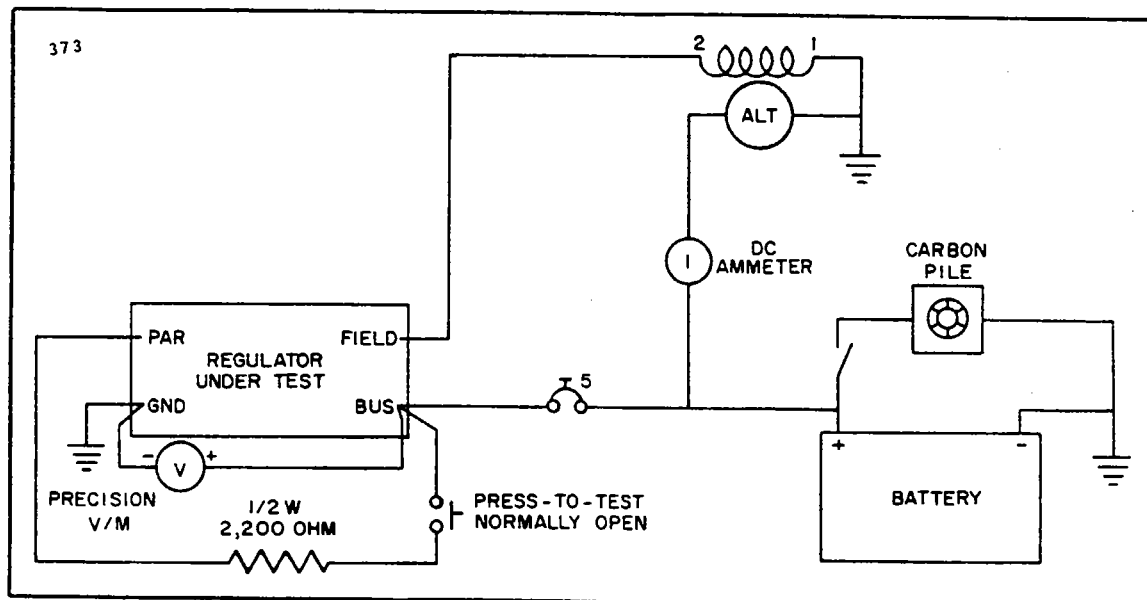 373
2 1
ALT
I
DC
AMMETER
CARBON
PILE
PAR
FIELD
REGULATOR
UNDER TEST
GND
BUS
5
- V +
PRECISION
V/M
1/2 W
2,200 OHM
PRESS-TO-TEST
NORMALLY OPEN
+ -
BATTERY